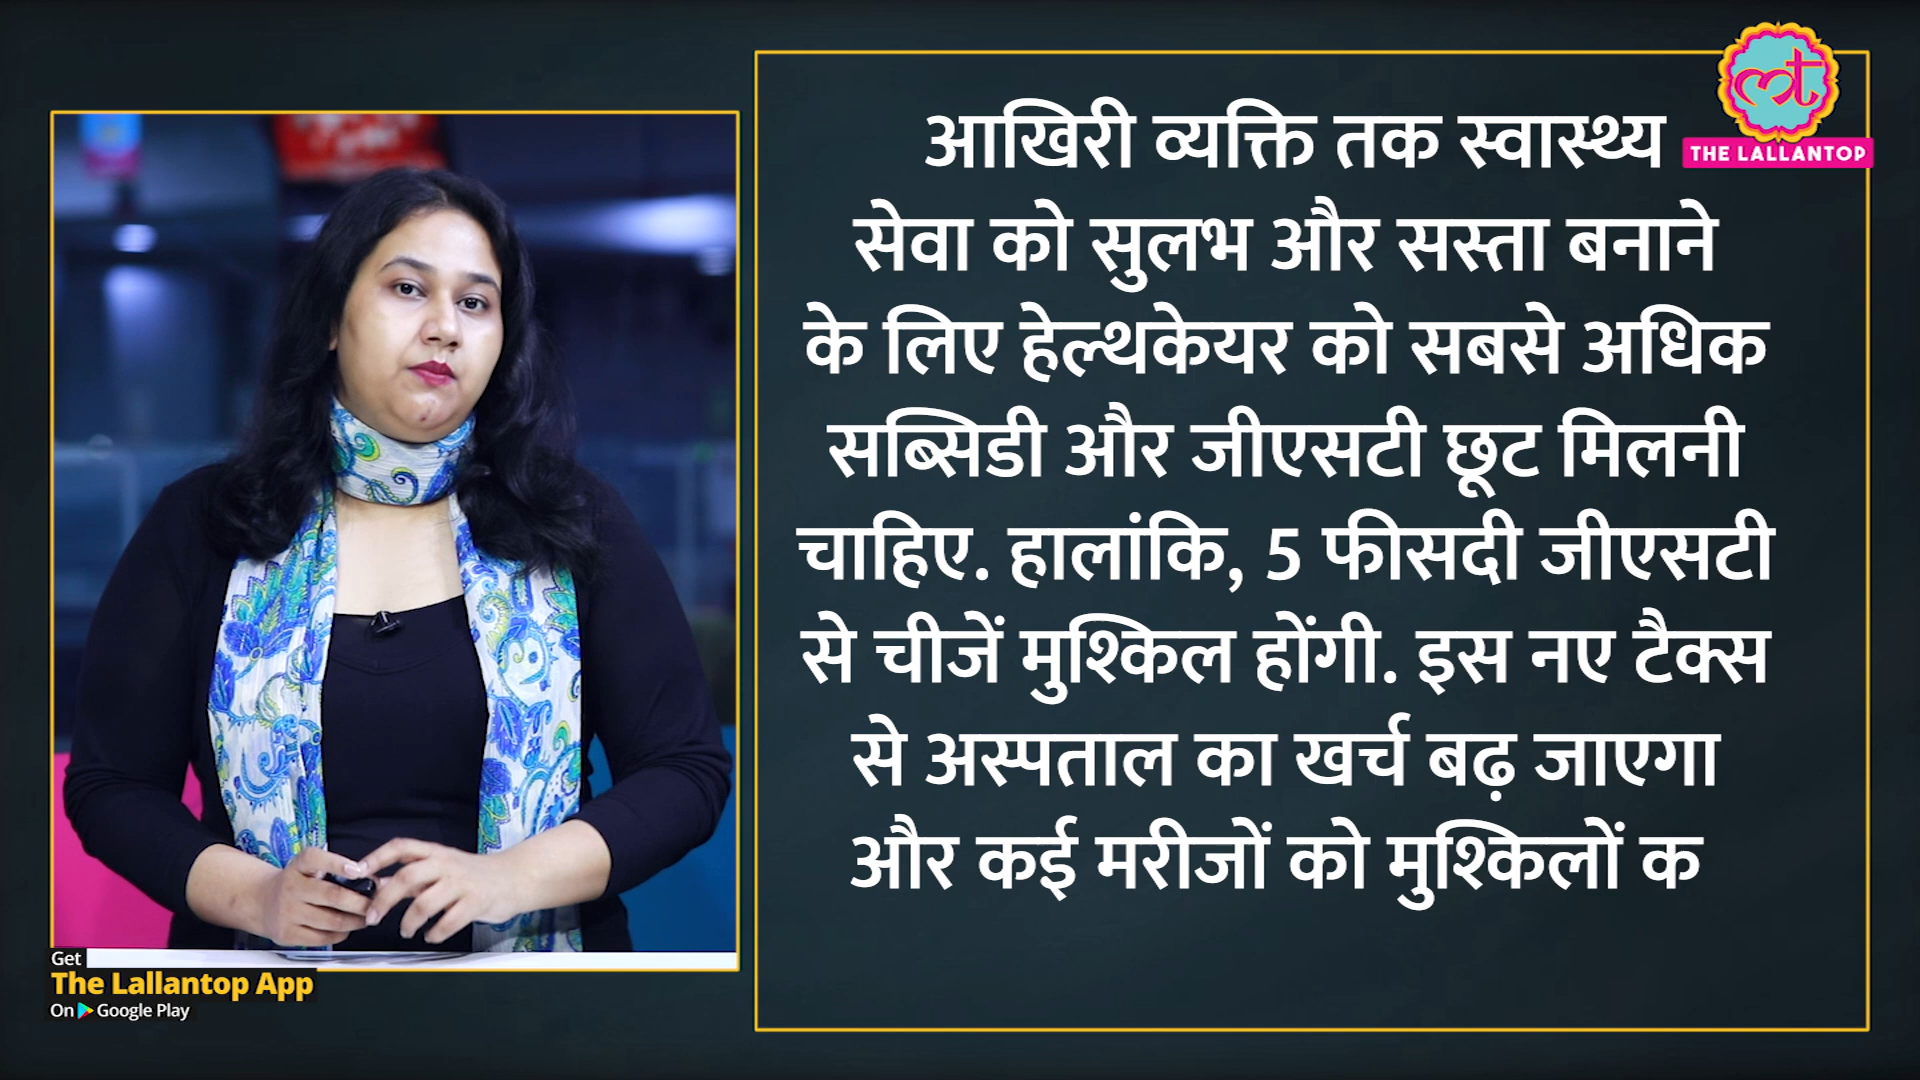 आखिरी व्यक्ति तक स्वास्थ्य
सेवा को सुलभ और सस्ता बनाने
के लिए हेल्थकेयर को सबसे अधिक
सब्सिडी और जीएसटी छूट मिलनी
चाहिए. हालांकि, 5 फीसदी जीएसटी
से चीजें मुश्किल होंगी. इस नए टैक्स
से अस्पताल का खर्च बढ़ जाएगा
और कई मरीजों को मुश्किलों क
THE LALLANTOP
Get
The Lallantop App
On Google Play